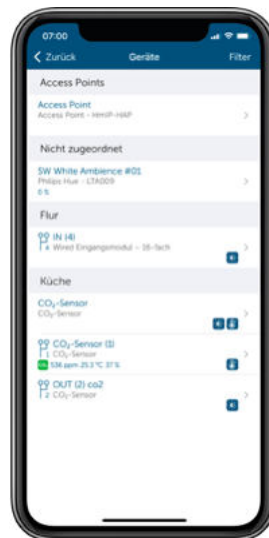 07:00
Zurück Geräte Filter
Access Points
Access Point
Access Point - HmIP-HAP
Nicht zugeordnet
SW White Ambience #01
Philips Hue - LTA009
0 %
Flur
IN (4)
4 Wired Eingangsmodul - 16-fach
Küche
CO₂-Sensor
CO₂-Sensor
CO₂-Sensor (1)
1 CO₂-Sensor
536 ppm 25.3 °C 37 %
OUT (2) co2
2 CO₂-Sensor